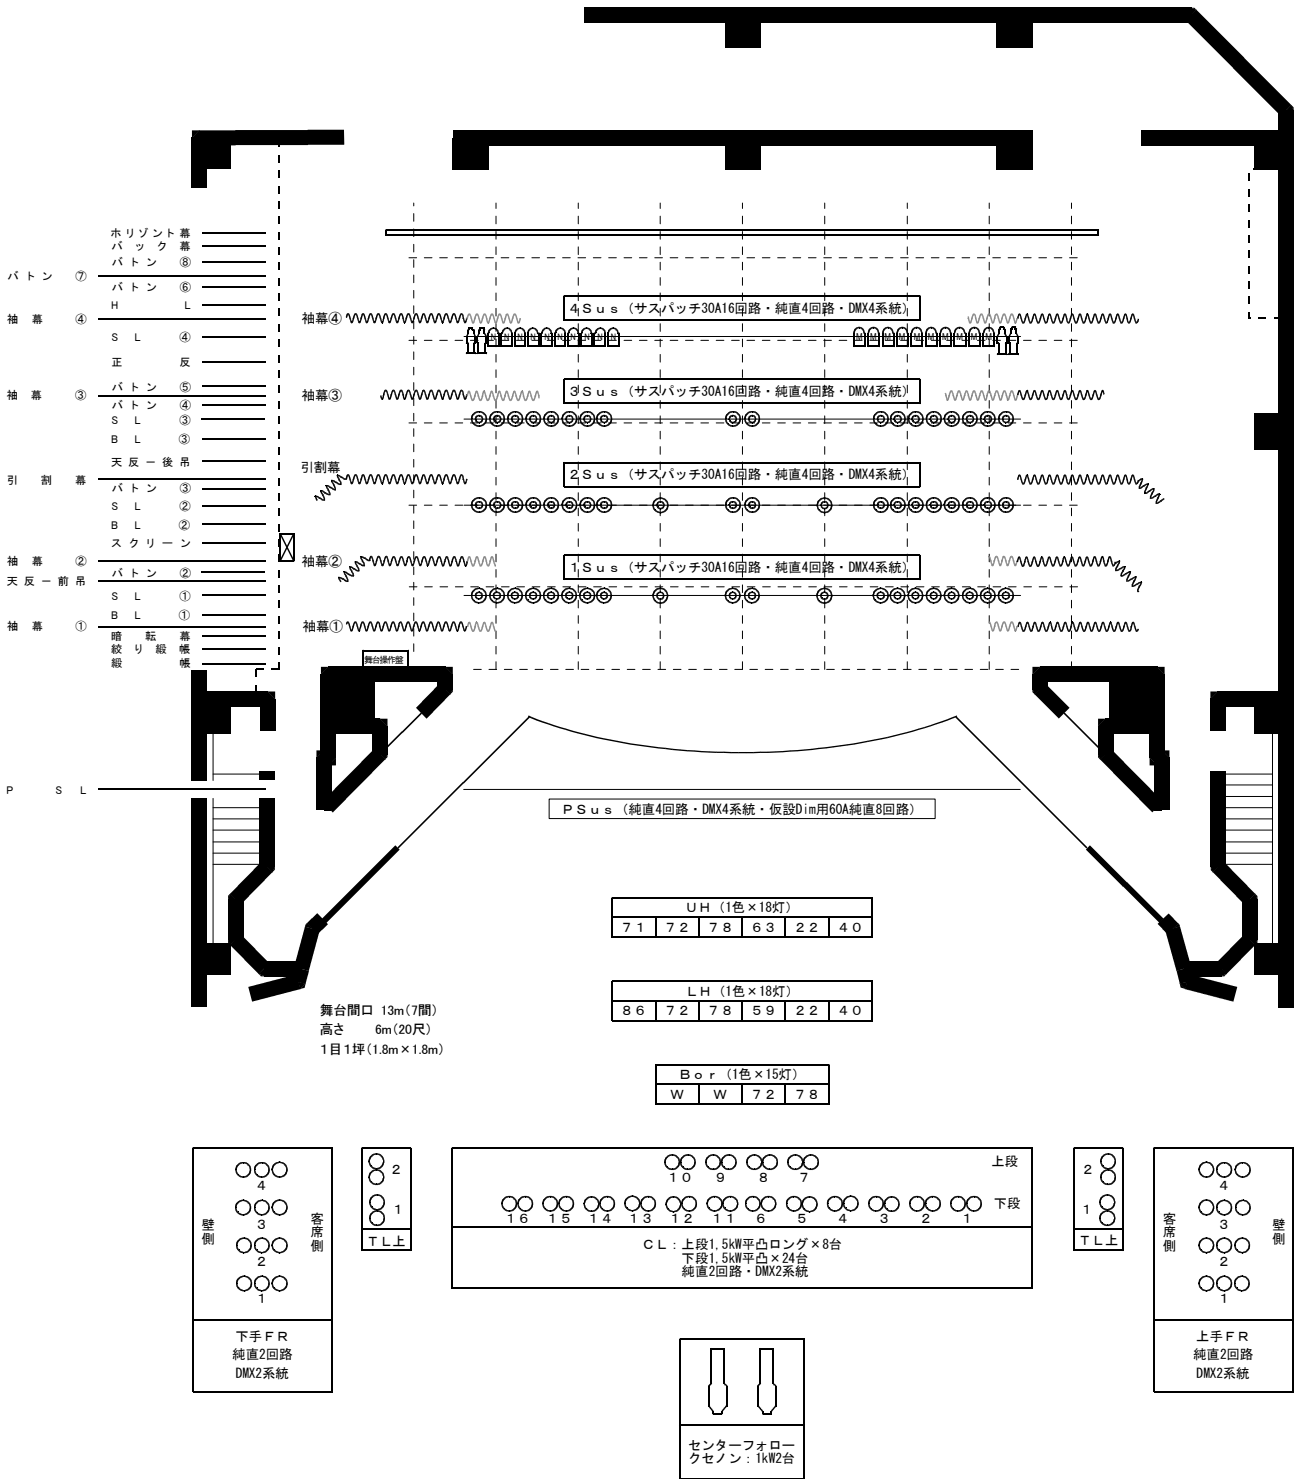 ホリゾント幕
バック幕
バトン ⑧
バトン ⑦
バトン ⑥
H L
袖幕 ④
S L ④
正 反
バトン ⑤
袖幕 ③
バトン ④
S L ③
B L ③
天反ー後吊
引割幕
バトン ③
S L ②
B L ②
スクリーン
袖幕 ②
バトン ②
天反ー前吊
S L ①
B L ①
袖幕 ①
暗転幕
絞り緞帳
緞帳
P S L
袖幕④
4Sus (サスパッチ30A16回路・純直4回路・DMX4系統)
袖幕③
3Sus (サスパッチ30A16回路・純直4回路・DMX4系統)
引割幕
2Sus (サスパッチ30A16回路・純直4回路・DMX4系統)
袖幕②
1Sus (サスパッチ30A16回路・純直4回路・DMX4系統)
袖幕①
舞台操作盤
PSus (純直4回路・DMX4系統・仮設Dim用60A純直8回路)
UH (1色×18灯)
71 72 78 63 22 40
LH (1色×18灯)
86 72 78 59 22 40
舞台間口 13m(7間)
高さ 6m(20尺)
1目1坪(1.8m×1.8m)
Bor (1色×15灯)
W W 72 78
4
3
2
1
壁側
客席側
下手FR
純直2回路
DMX2系統
2
1
TL上
上段
10 9 8 7
下段
16 15 14 13 12 11 6 5 4 3 2 1
CL:上段1,5kW平凸ロング×8台
下段1,5kW平凸×24台
純直2回路・DMX2系統
2
1
TL上
4
3
2
1
客席側
壁側
上手FR
純直2回路
DMX2系統
センターフォロー
クセノン:1kW2台